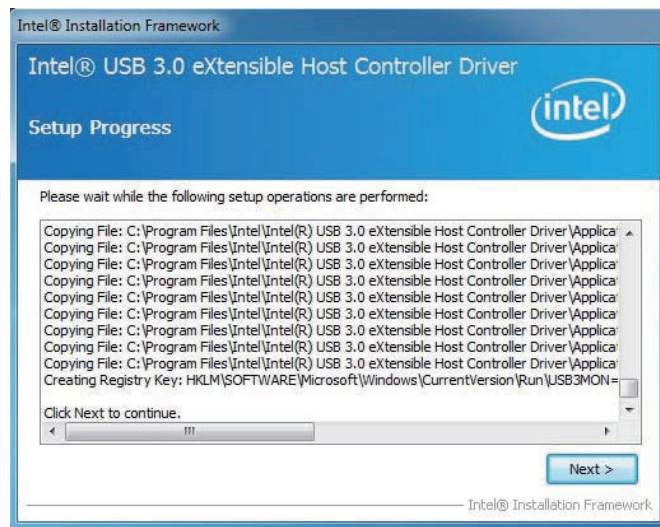 Intel® Installation Framework
Intel® USB 3.0 eXtensible Host Controller Driver
intel
Setup Progress
Please wait while the following setup operations are performed:
Copying File: C:\Program Files\Intel\Intel(R) USB 3.0 eXtensible Host Controller Driver\Applica
Copying File: C:\Program Files\Intel\Intel(R) USB 3.0 eXtensible Host Controller Driver\Applica
Copying File: C:\Program Files\Intel\Intel(R) USB 3.0 eXtensible Host Controller Driver\Applica
Copying File: C:\Program Files\Intel\Intel(R) USB 3.0 eXtensible Host Controller Driver\Applica
Copying File: C:\Program Files\Intel\Intel(R) USB 3.0 eXtensible Host Controller Driver\Applica
Copying File: C:\Program Files\Intel\Intel(R) USB 3.0 eXtensible Host Controller Driver\Applica
Copying File: C:\Program Files\Intel\Intel(R) USB 3.0 eXtensible Host Controller Driver\Applica
Copying File: C:\Program Files\Intel\Intel(R) USB 3.0 eXtensible Host Controller Driver\Applica
Copying File: C:\Program Files\Intel\Intel(R) USB 3.0 eXtensible Host Controller Driver\Applica
Creating Registry Key: HKLM\SOFTWARE\Microsoft\Windows\CurrentVersion\Run\USB3MON=
Click Next to continue.
Next >
Intel® Installation Framework